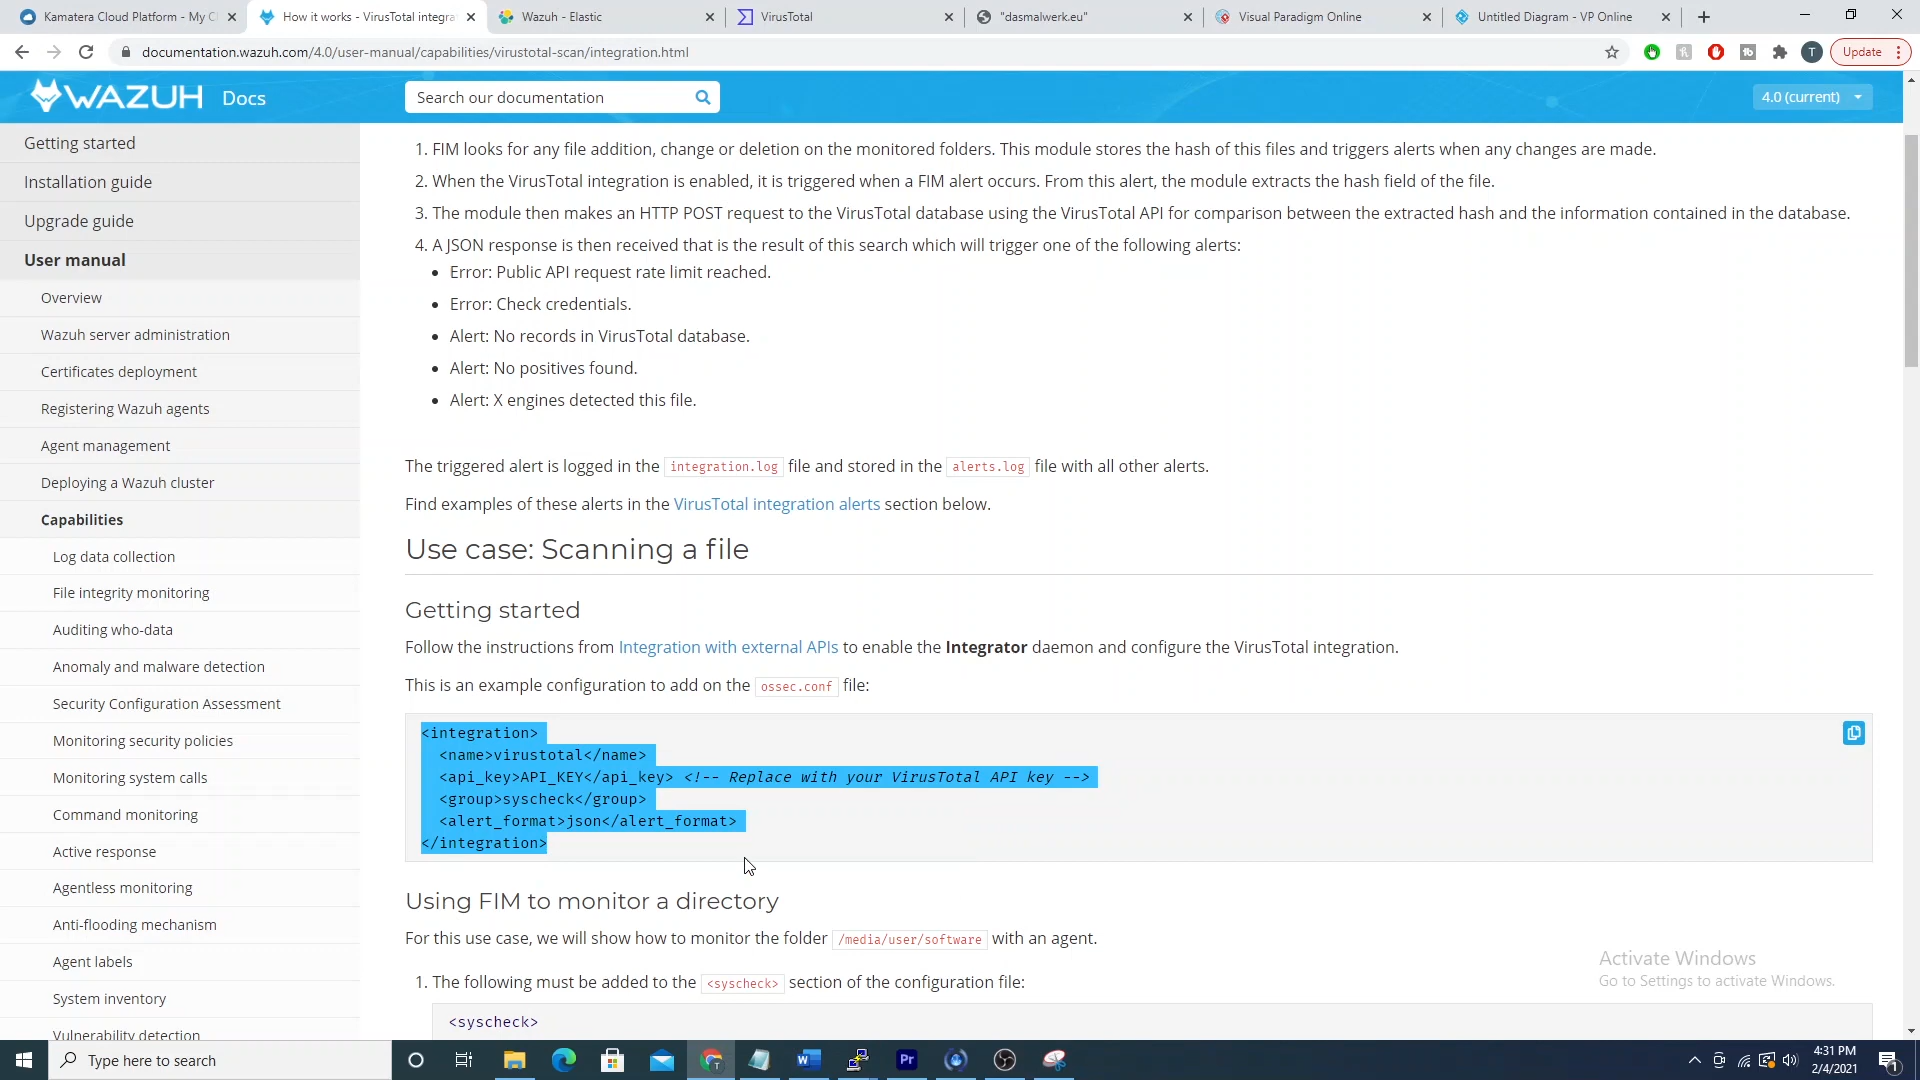 Kamatera Cloud Platform - My C
How it works - VirusTotal integra
Wazuh - Elastic
VirusTotal
"dasmalwerk.eu"
Visual Paradigm Online
Untitled Diagram - VP Online
documentation.wazuh.com/4.0/user-manual/capabilities/virustotal-scan/integration.html
T
Update
WAZUH Docs
Search our documentation
4.0 (current)
Getting started
Installation guide
Upgrade guide
User manual
Overview
Wazuh server administration
Certificates deployment
Registering Wazuh agents
Agent management
Deploying a Wazuh cluster
Capabilities
Log data collection
File integrity monitoring
Auditing who-data
Anomaly and malware detection
Security Configuration Assessment
Monitoring security policies
Monitoring system calls
Command monitoring
Active response
Agentless monitoring
Anti-flooding mechanism
Agent labels
System inventory
Vulnerability detection
1. FIM looks for any file addition, change or deletion on the monitored folders. This module stores the hash of this files and triggers alerts when any changes are made.
2. When the VirusTotal integration is enabled, it is triggered when a FIM alert occurs. From this alert, the module extracts the hash field of the file.
3. The module then makes an HTTP POST request to the VirusTotal database using the VirusTotal API for comparison between the extracted hash and the information contained in the database.
4. A JSON response is then received that is the result of this search which will trigger one of the following alerts:
• Error: Public API request rate limit reached.
• Error: Check credentials.
• Alert: No records in VirusTotal database.
• Alert: No positives found.
• Alert: X engines detected this file.
The triggered alert is logged in the integration.log file and stored in the alerts.log file with all other alerts.
Find examples of these alerts in the VirusTotal integration alerts section below.
Use case: Scanning a file
Getting started
Follow the instructions from Integration with external APIs to enable the Integrator daemon and configure the VirusTotal integration.
This is an example configuration to add on the ossec.conf file:
<integration>
<name>virustotal</name>
<api_key>API_KEY</api_key> <!-- Replace with your VirusTotal API key -->
<group>syscheck</group>
<alert_format>json</alert_format>
</integration>
Using FIM to monitor a directory
For this use case, we will show how to monitor the folder /media/user/software with an agent.
1. The following must be added to the <syscheck> section of the configuration file:
<syscheck>
Activate Windows
Go to Settings to activate Windows.
Type here to search
4:31 PM
2/4/2021